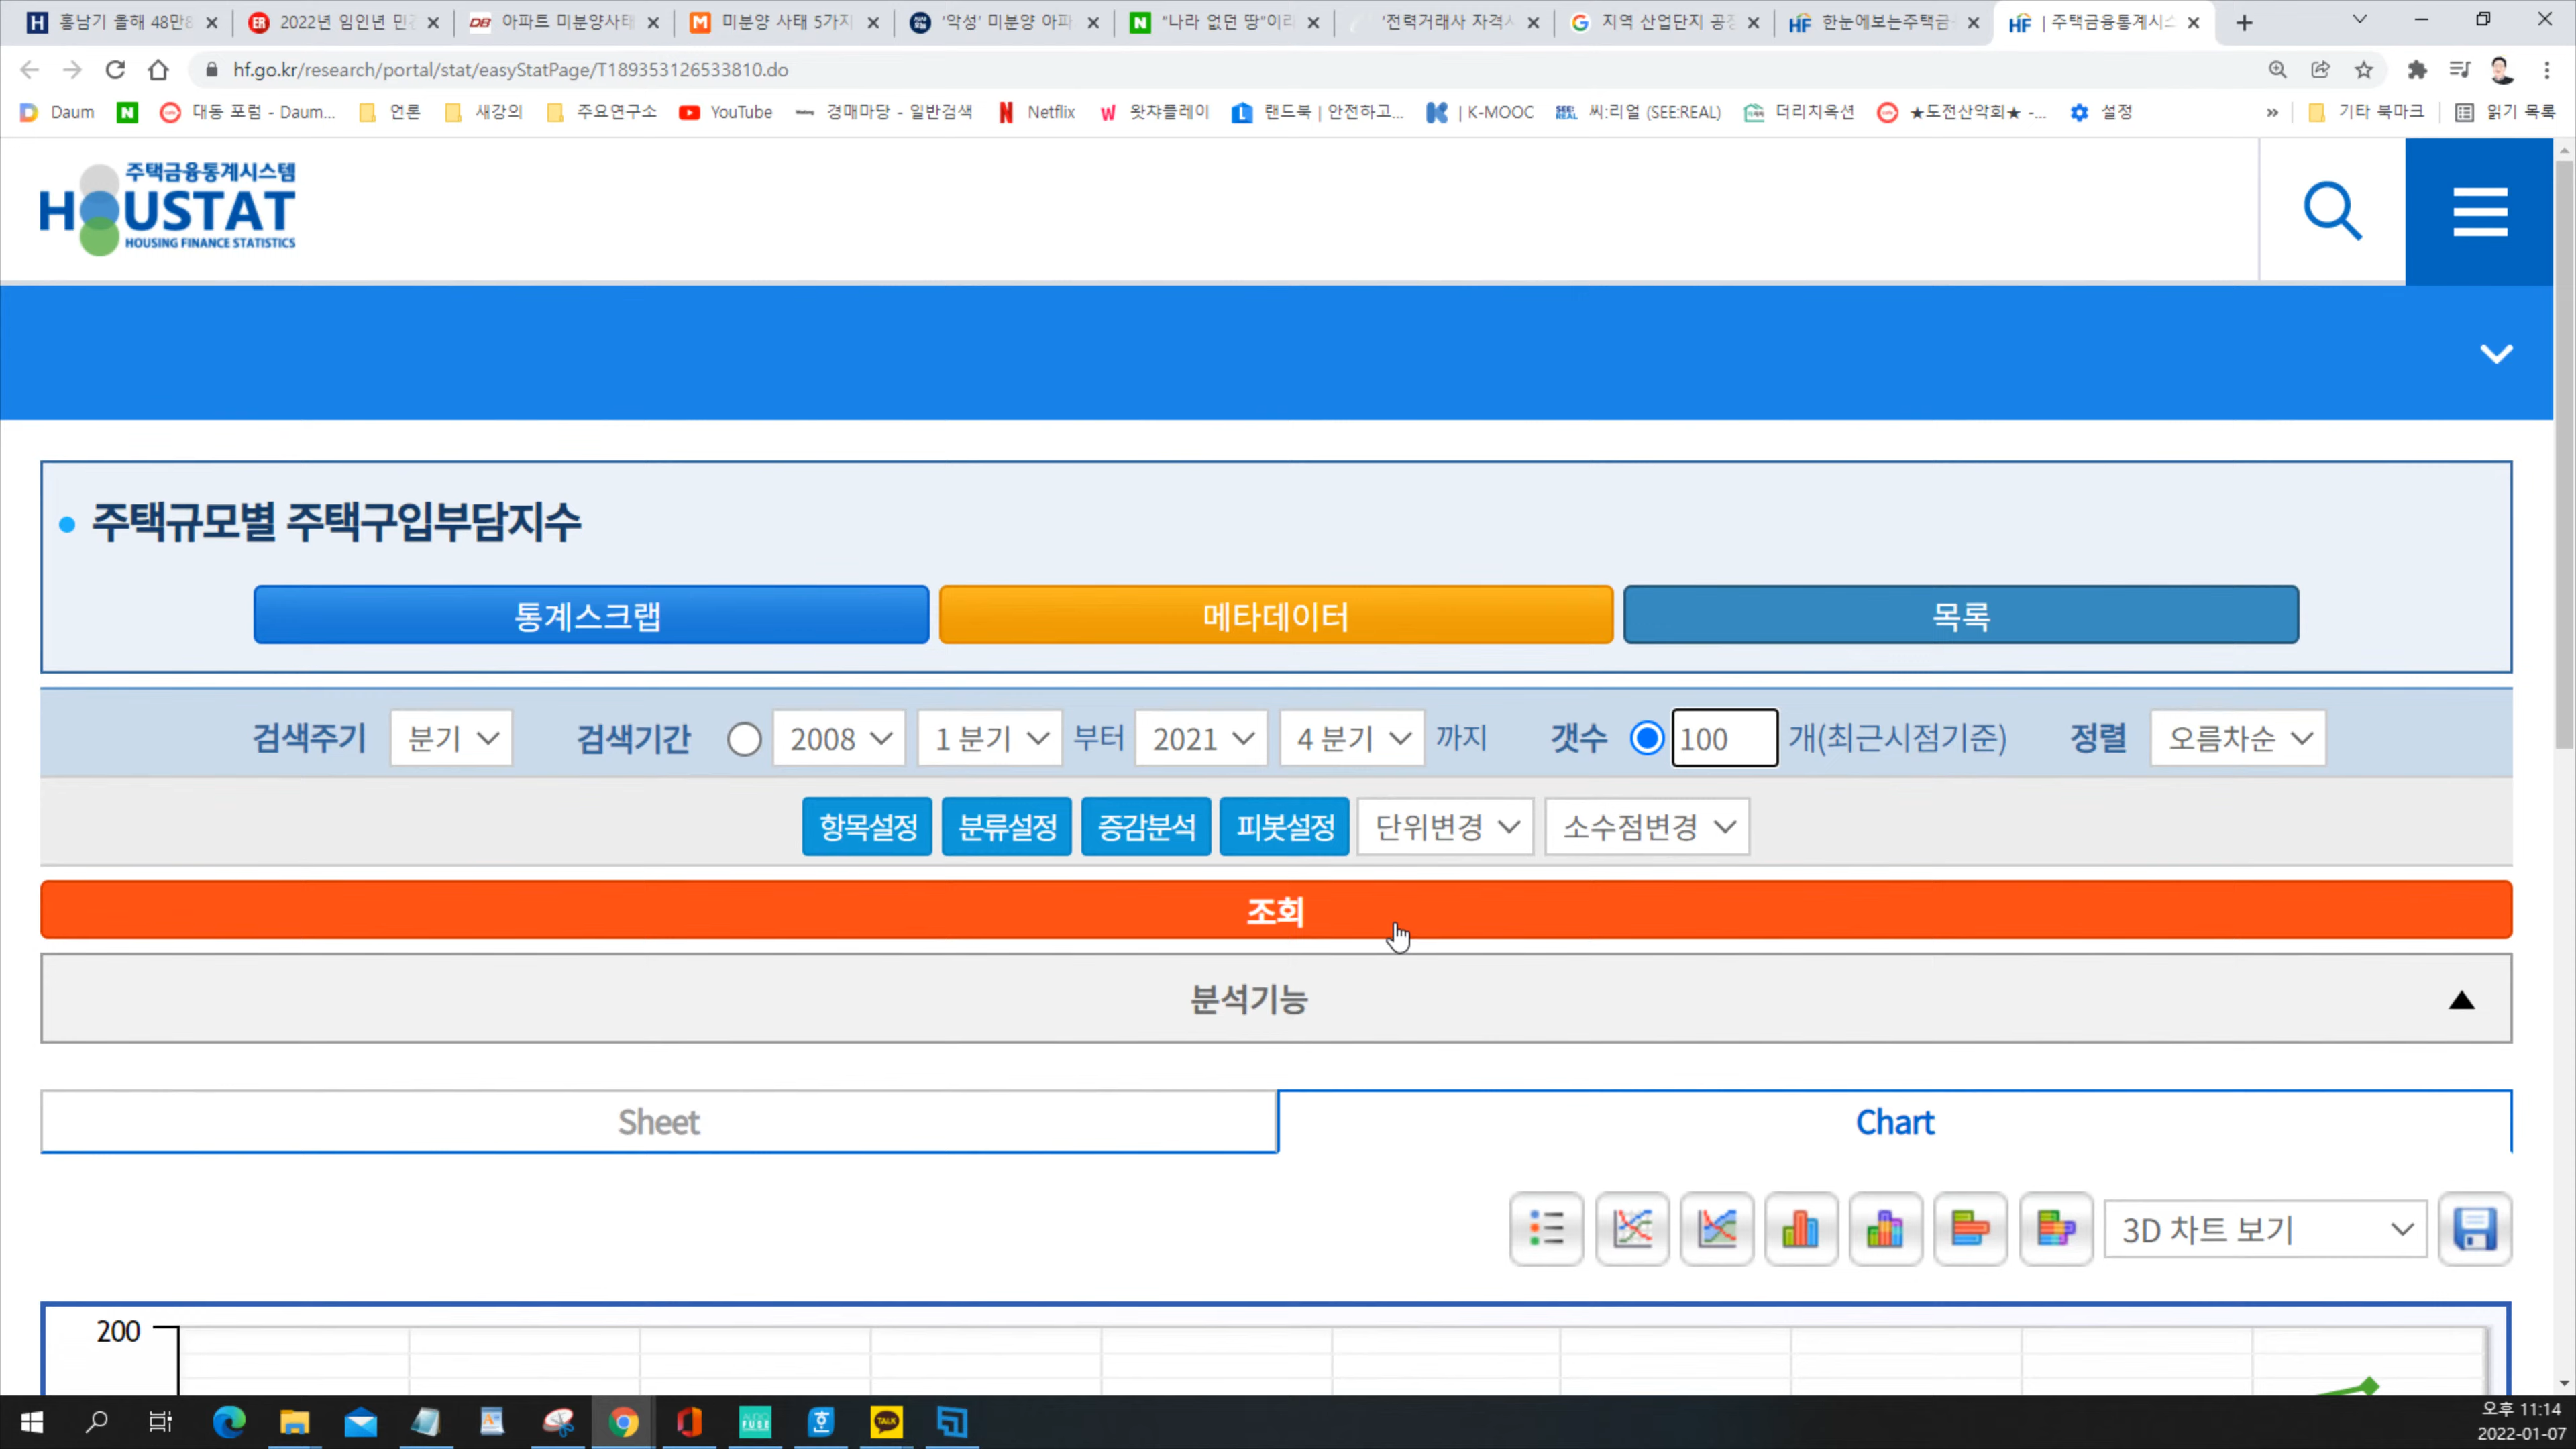 홍남기 올해 48만8
2022년 임인년 민간
아파트 미분양사태
미분양 사태 5가지
'악성' 미분양 아파
"나라 없던 땅"이라
'전력거래사 자격시
지역 산업단지 공장
한눈에보는주택금융
| 주택금융통계시스
hf.go.kr/research/portal/stat/easyStatPage/T189353126533810.do
Daum
대동 포럼 - Daum...
언론
새강의
주요연구소
YouTube
경매마당 - 일반검색
Netflix
왓챠플레이
랜드북 | 안전하고...
| K-MOOC
씨:리얼 (SEE:REAL)
더리치옥션
★도전산악회★ -...
설정
»
기타 북마크
읽기 목록
주택금융통계시스템
HOUSTAT
HOUSING FINANCE STATISTICS
주택규모별 주택구입부담지수
통계스크랩
메타데이터
목록
검색주기 분기 검색기간 2008 1 분기 부터 2021 4 분기 까지 갯수 100 개(최근시점기준) 정렬 오름차순
항목설정 분류설정 증감분석 피봇설정 단위변경 소수점변경
조회
분석기능
Sheet
Chart
3D 차트 보기
200
오후 11:14
2022-01-07